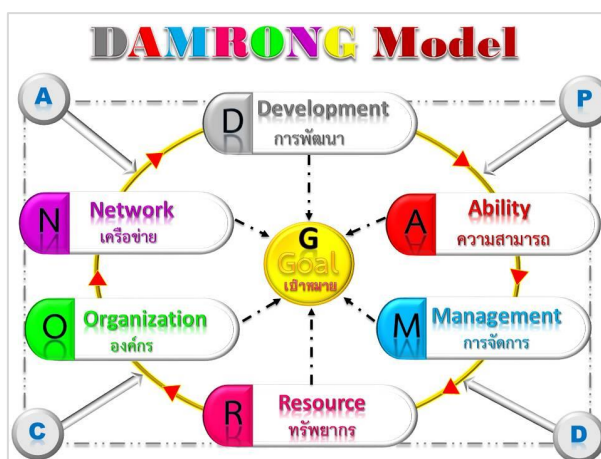 DAMRONG Model
A
P
D
Development
การพัฒนา
N
Network
เครือข่าย
G
Goal
เป้าหมาย
A
Ability
ความสามารถ
O
Organization
องค์กร
M
Management
การจัดการ
R
Resource
ทรัพยากร
C
D